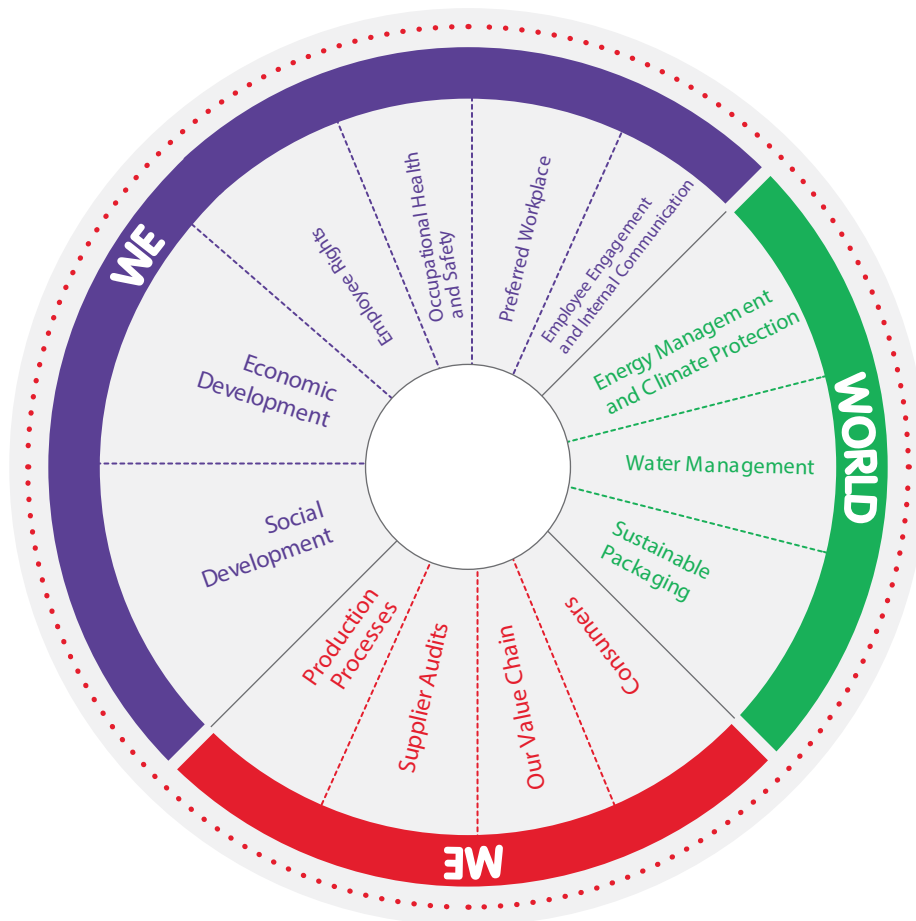 WE
Social
Development
Economic
Development
Employee Rights
Occupational Health
and Safety
Preferred Workplace
Employee Engagement
and Internal Communication
WORLD
Energy Management
and Climate Protection
Water Management
Sustainable
Packaging
ME
Consumers
Our Value Chain
Supplier Audits
Production
Processes